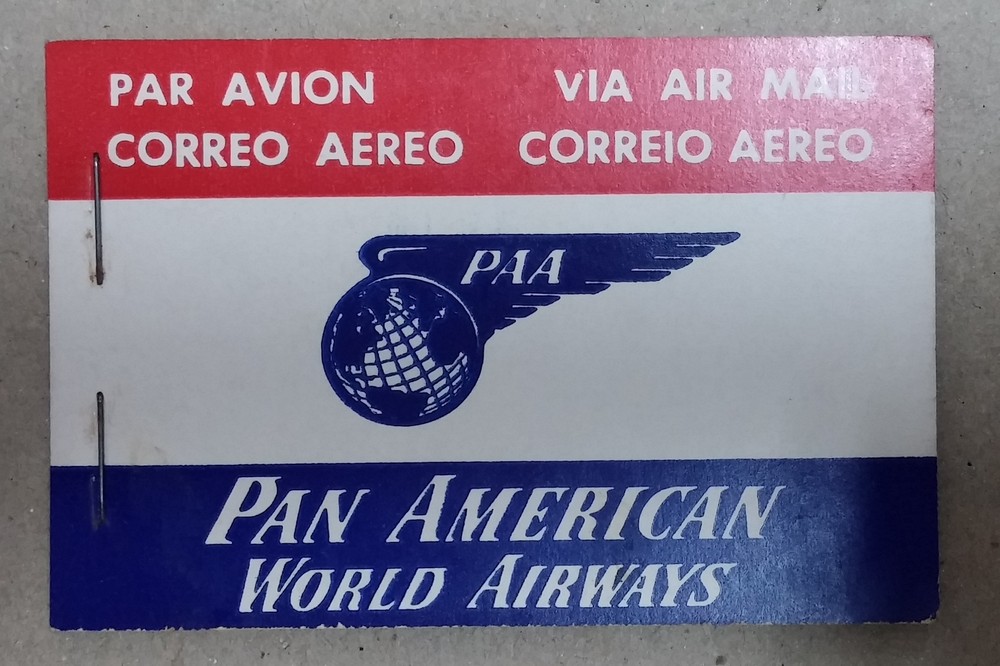 PAR AVION VIA AIR MAIL
CORREO AEREO CORREIO AEREO
PAA
PAN AMERICAN
WORLD AIRWAYS